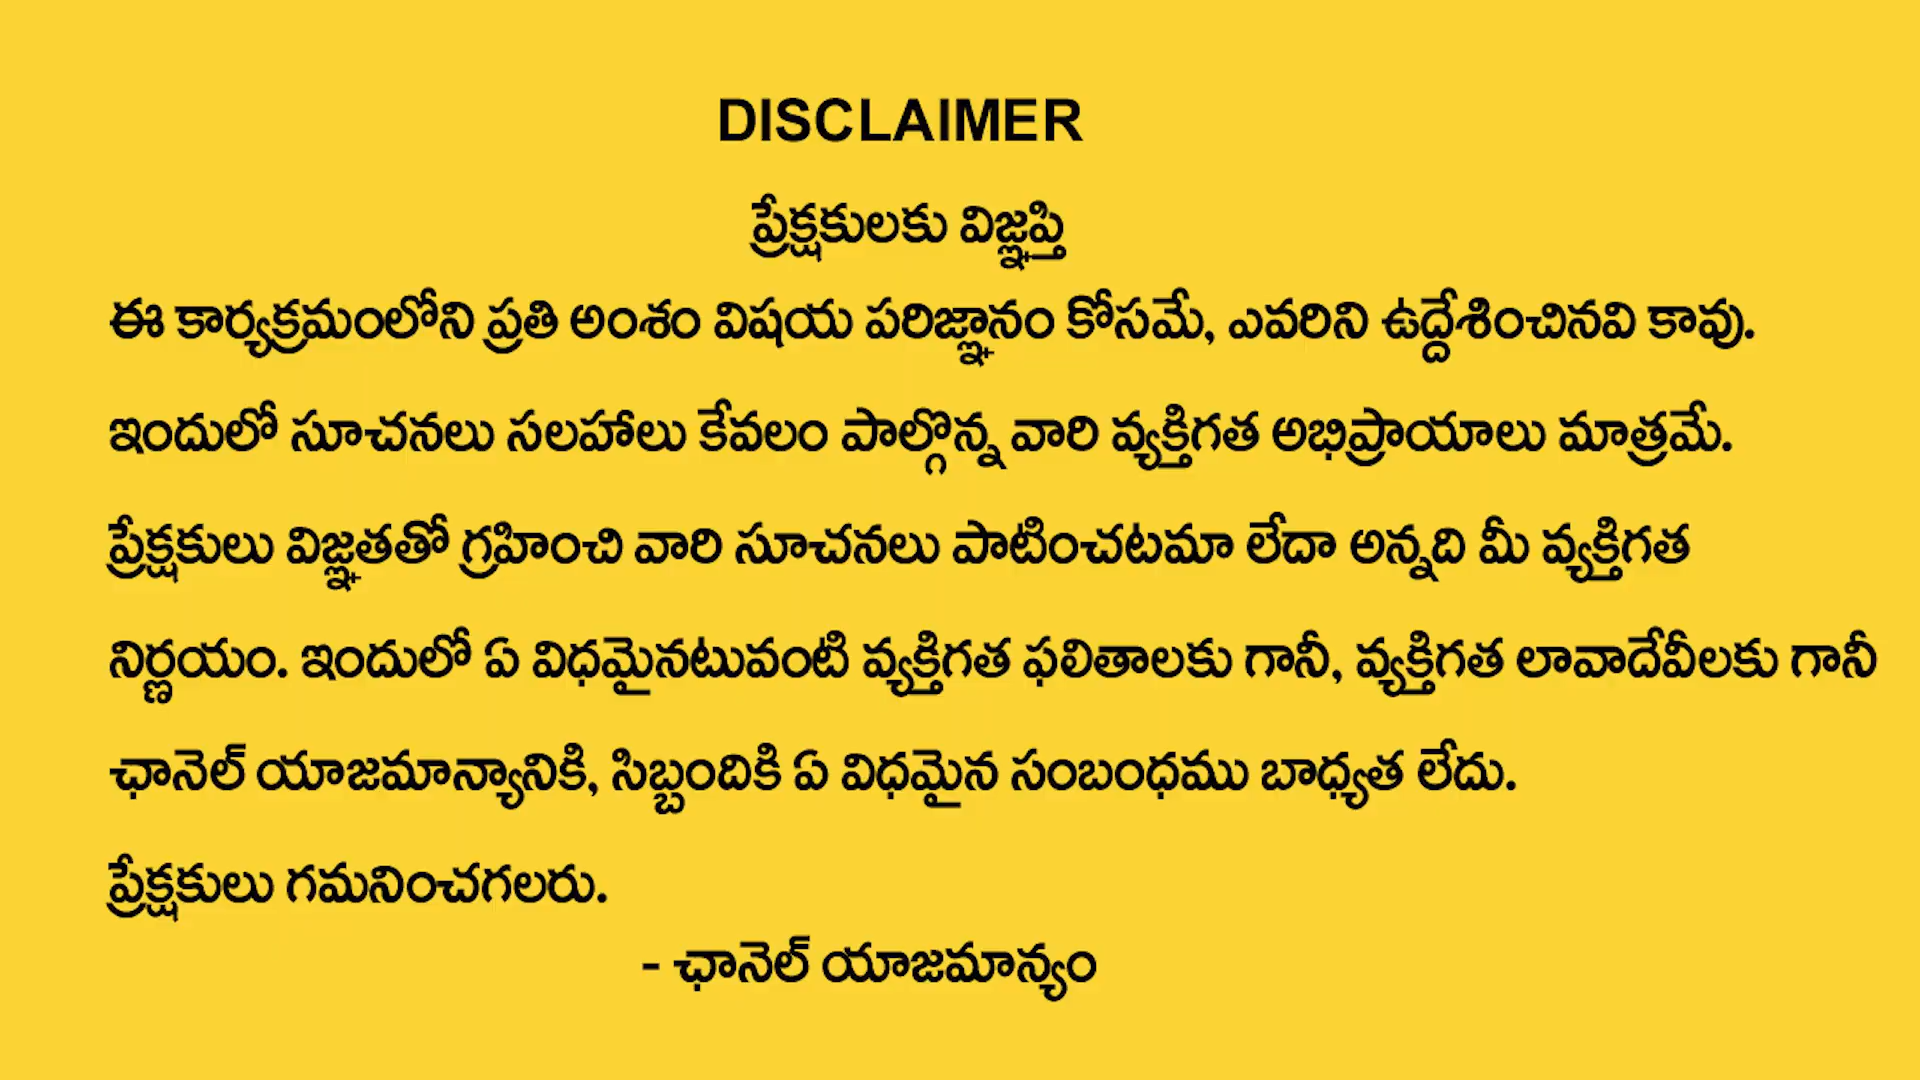 DISCLAIMER
ప్రేక్షకులకు విజ్ఞప్తి
ఈ కార్యక్రమంలోని ప్రతి అంశం విషయ పరిజ్ఞానం కోసమే, ఎవరిని ఉద్దేశించినవి కావు.
ఇందులో సూచనలు సలహాలు కేవలం పాల్గొన్న వారి వ్యక్తిగత అభిప్రాయాలు మాత్రమే.
ప్రేక్షకులు విజ్ఞతతో గ్రహించి వారి సూచనలు పాటించటమా లేదా అన్నది మీ వ్యక్తిగత
నిర్ణయం. ఇందులో ఏ విధమైనటువంటి వ్యక్తిగత ఫలితాలకు గానీ, వ్యక్తిగత లావాదేవీలకు గానీ
ఛానెల్ యాజమాన్యానికి, సిబ్బందికి ఏ విధమైన సంబంధము బాధ్యత లేదు.
ప్రేక్షకులు గమనించగలరు.
- ఛానెల్ యాజమాన్యం